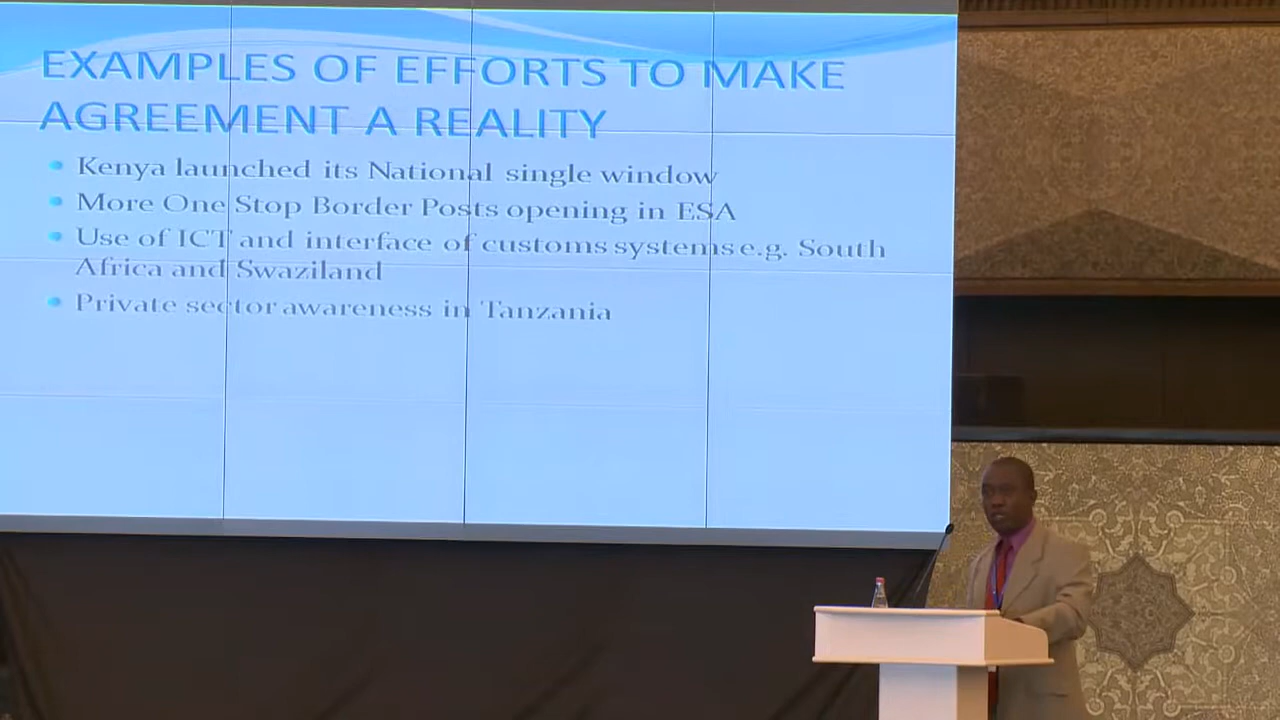 EXAMPLES OF EFFORTS TO MAKE
AGREEMENT A REALITY
• Kenya launched its National single window
• More One Stop Border Posts opening in ESA
• Use of ICT and interface of customs systems e.g. South
Africa and Swaziland
• Private sector awareness in Tanzania